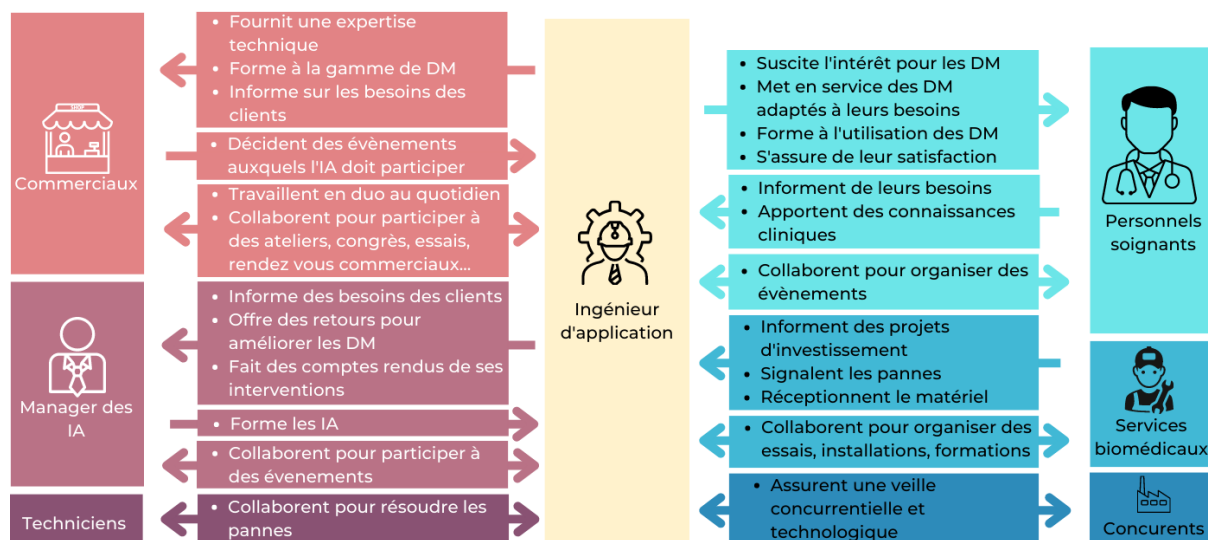 • Fournit une expertise
technique
• Forme à la gamme de DM
• Informe sur les besoins des
clients
SHOP
Commerciaux
• Décident des évènements
auxquels l'IA doit participer
• Travaillent en duo au quotidien
• Collaborent pour participer à
des ateliers, congrès, essais,
rendez vous commerciaux...
Manager des
IA
• Informe des besoins des clients
• Offre des retours pour
améliorer les DM
• Fait des comptes rendus de ses
interventions
• Forme les IA
• Collaborent pour participer à
des évenements
Techniciens
• Collaborent pour résoudre les
pannes
Ingénieur
d'application
• Suscite l'intérêt pour les DM
• Met en service des DM
adaptés à leurs besoins
• Forme à l'utilisation des DM
• S'assure de leur satisfaction
• Informent de leurs besoins
• Apportent des connaissances
cliniques
• Collaborent pour organiser des
évènements
Personnels
soignants
• Informent des projets
d'investissement
• Signalent les pannes
• Réceptionnent le matériel
• Collaborent pour organiser des
essais, installations, formations
Services
biomédicaux
• Assurent une veille
concurrentielle et
technologique
Concurents